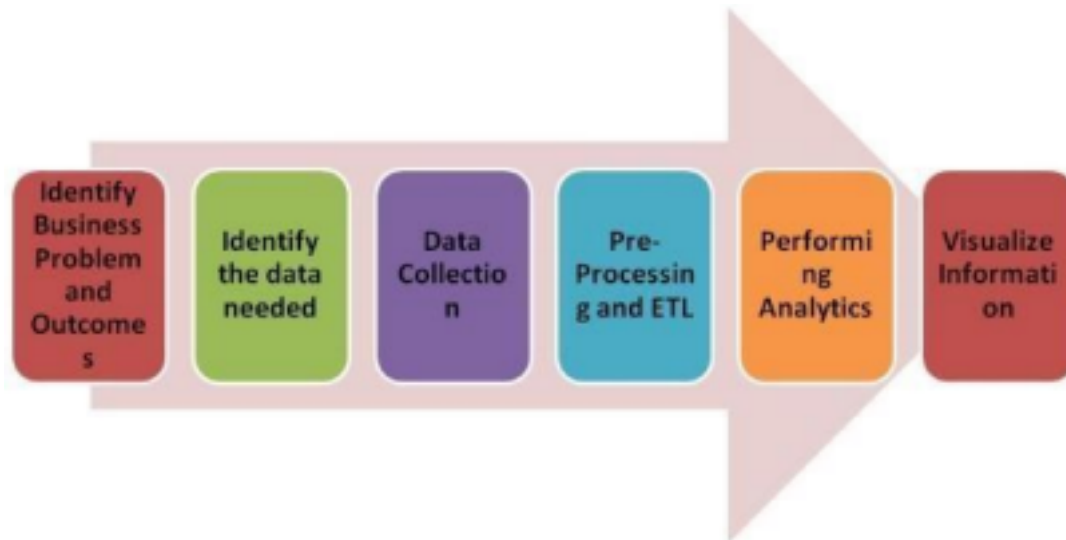 Identify
Business
Problem
and
Outcome
s
Identify
the data
needed
Data
Collectio
n
Pre-
Processin
g and ETL
Performi
ng
Analytics
Visualize
Informati
on